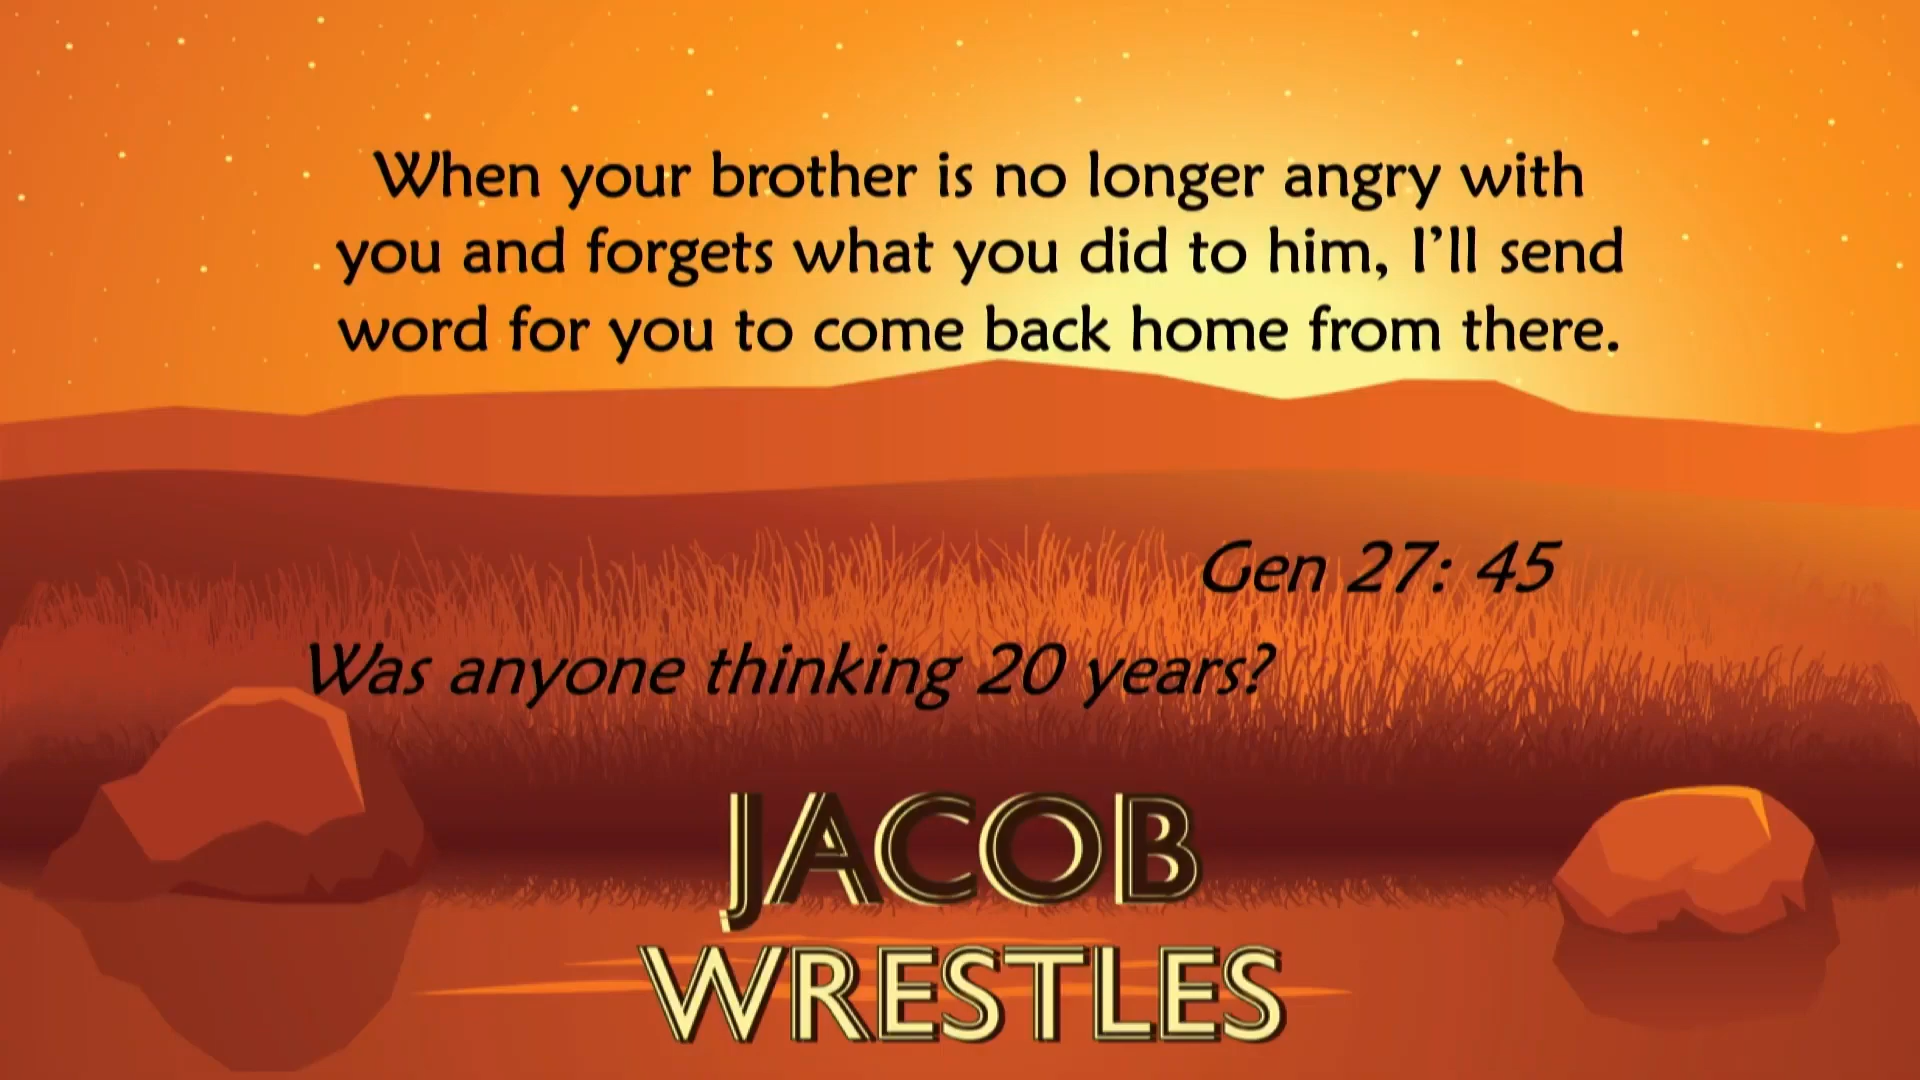 When your brother is no longer angry with
you and forgets what you did to him, I'll send
word for you to come back home from there.
Gen 27: 45
Was anyone thinking 20 years?
JACOB
WRESTLES